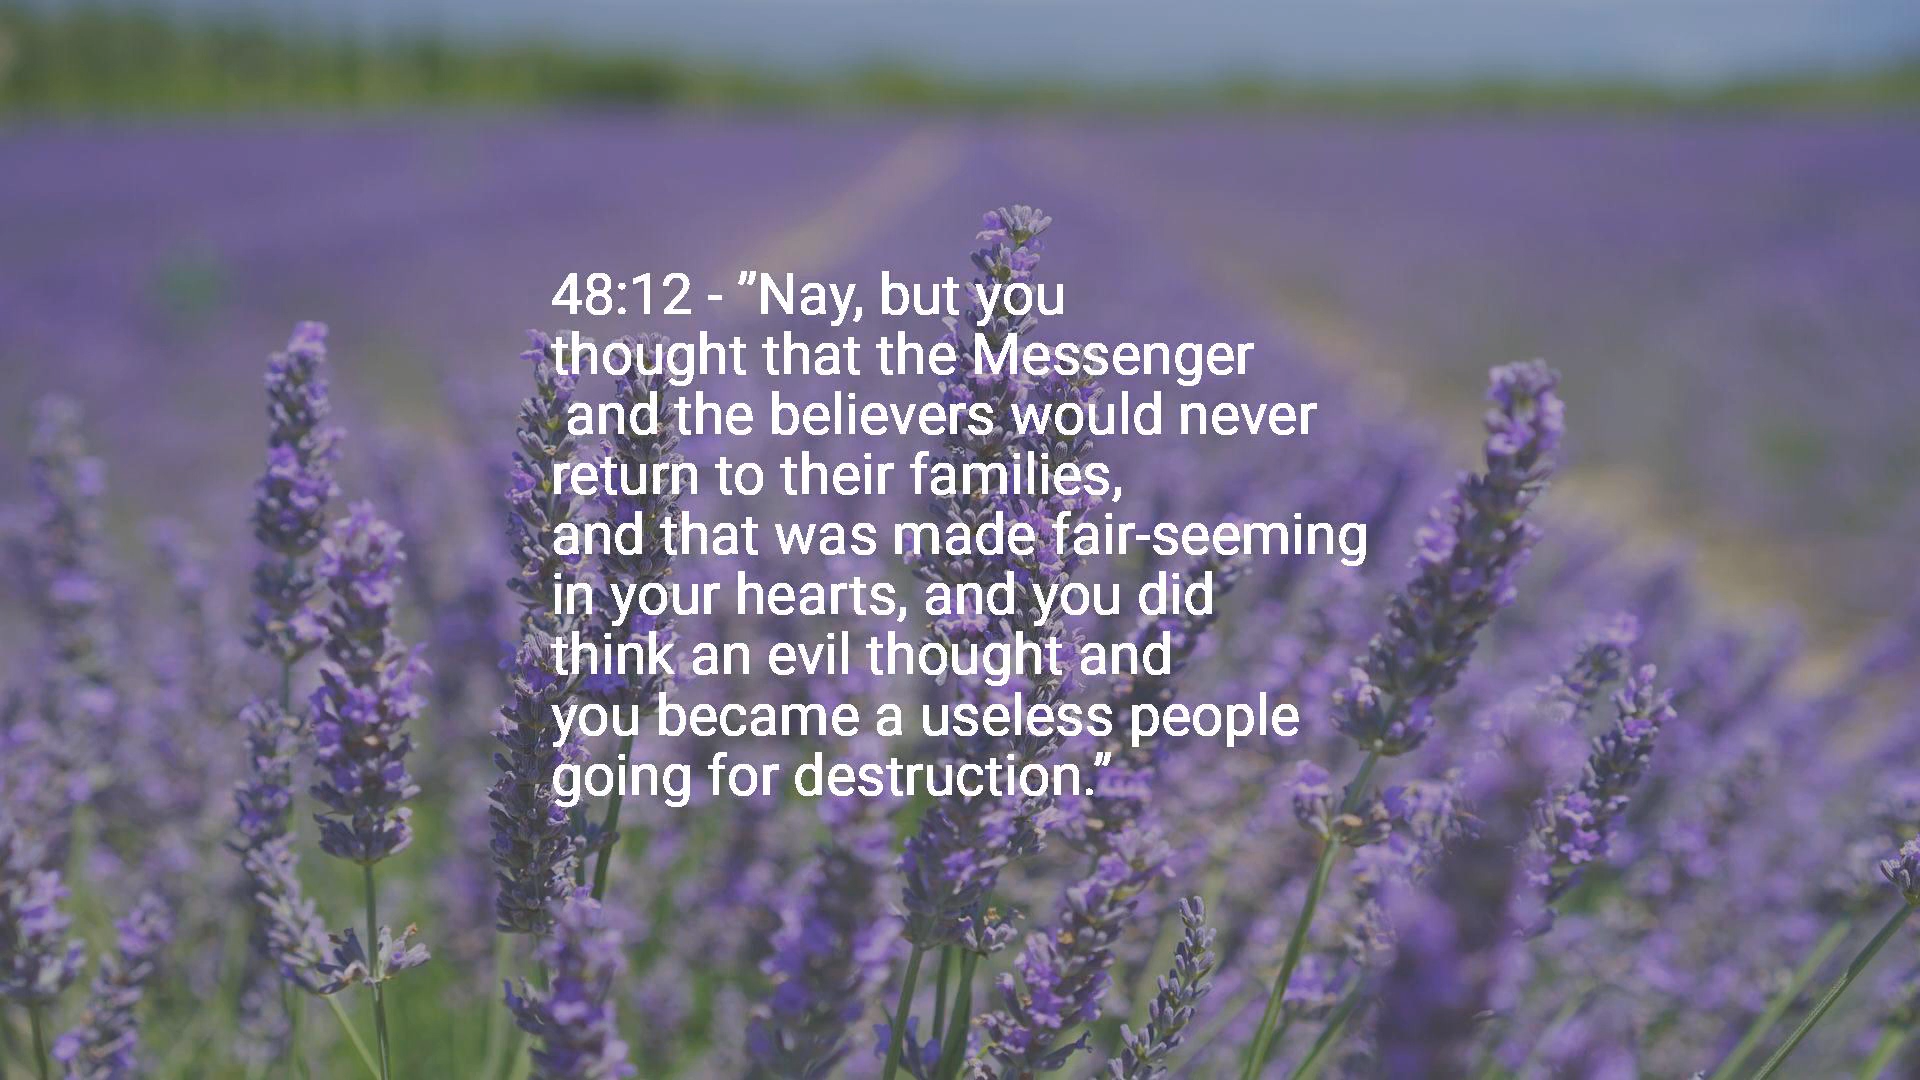 48:12 - ”Nay, but you
thought that the Messenger
and the believers would never
return to their families,
and that was made fair-seeming
in your hearts, and you did
think an evil thought and
you became a useless people
going for destruction.”